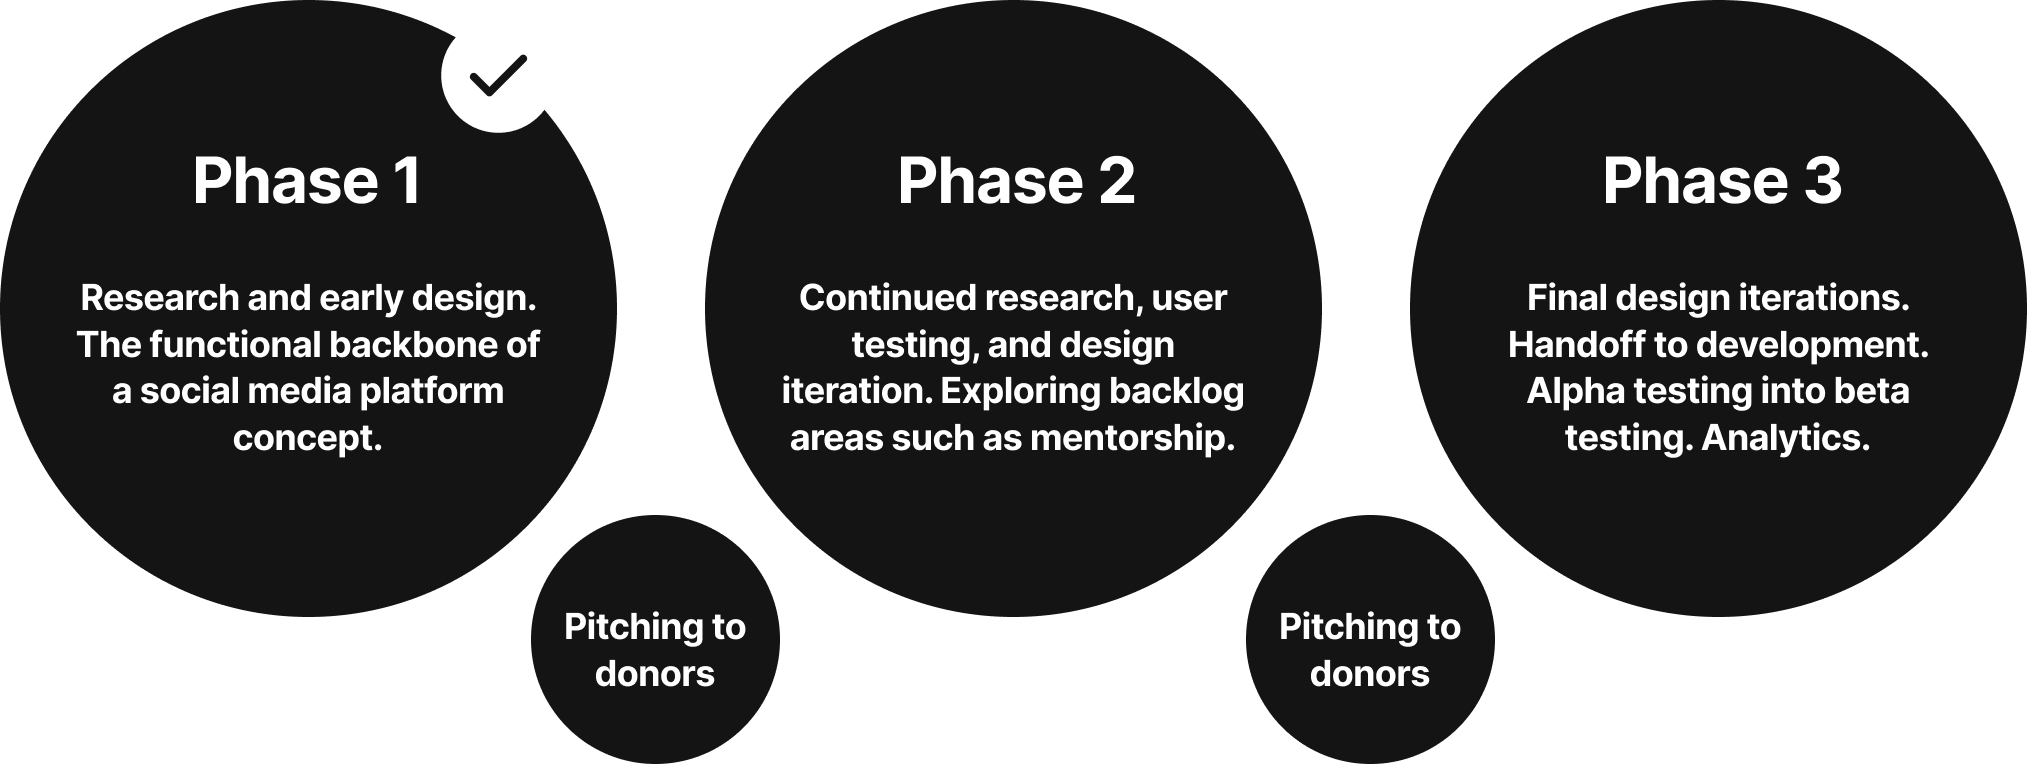 Phase 1
Research and early design.
The functional backbone of
a social media platform
concept.
Phase 2
Continued research, user
testing, and design
iteration. Exploring backlog
areas such as mentorship.
Phase 3
Final design iterations.
Handoff to development.
Alpha testing into beta
testing. Analytics.
Pitching to
donors
Pitching to
donors